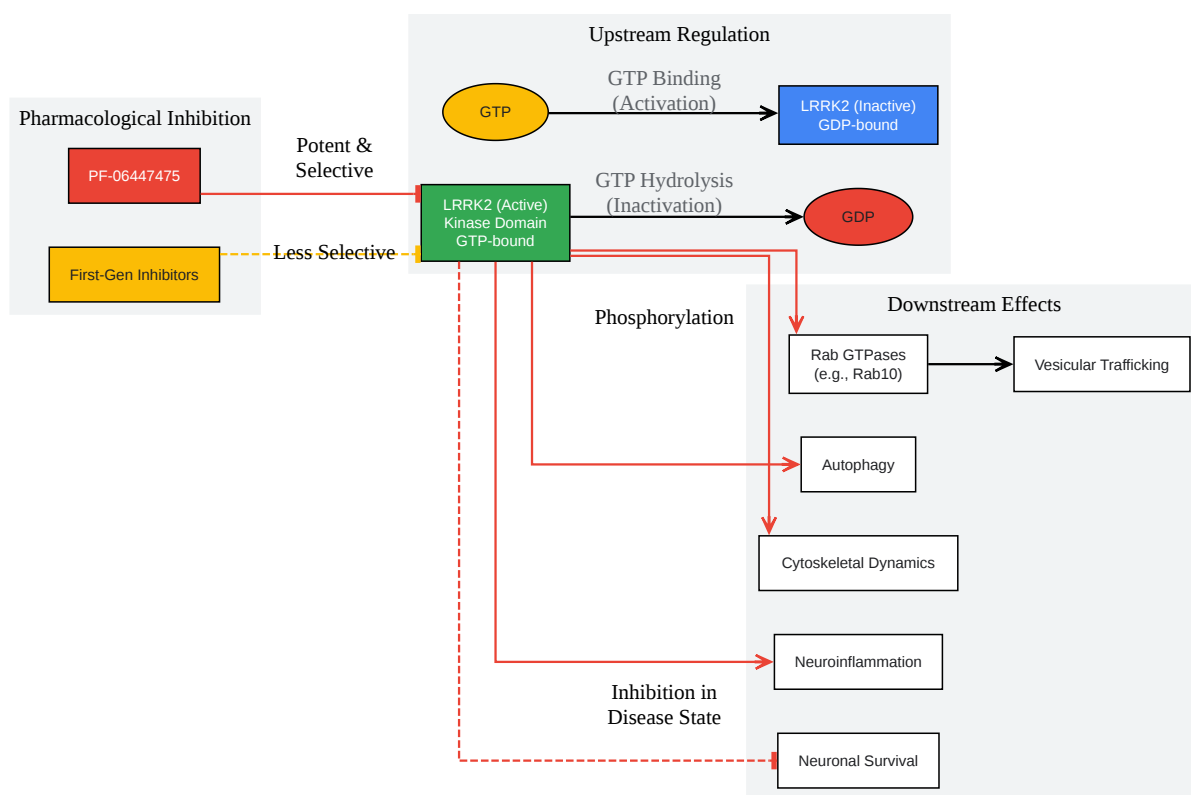 Upstream Regulation
GTP Binding
(Activation)
GTP
LRRK2 (Inactive)
GDP-bound
Pharmacological Inhibition
PF-06447475
Potent &
Selective
LRRK2 (Active)
Kinase Domain
GTP-bound
GTP Hydrolysis
(Inactivation)
GDP
Less Selective
First-Gen Inhibitors
Downstream Effects
Phosphorylation
Rab GTPases
(e.g., Rab10)
Vesicular Trafficking
Autophagy
Cytoskeletal Dynamics
Neuroinflammation
Inhibition in
Disease State
Neuronal Survival